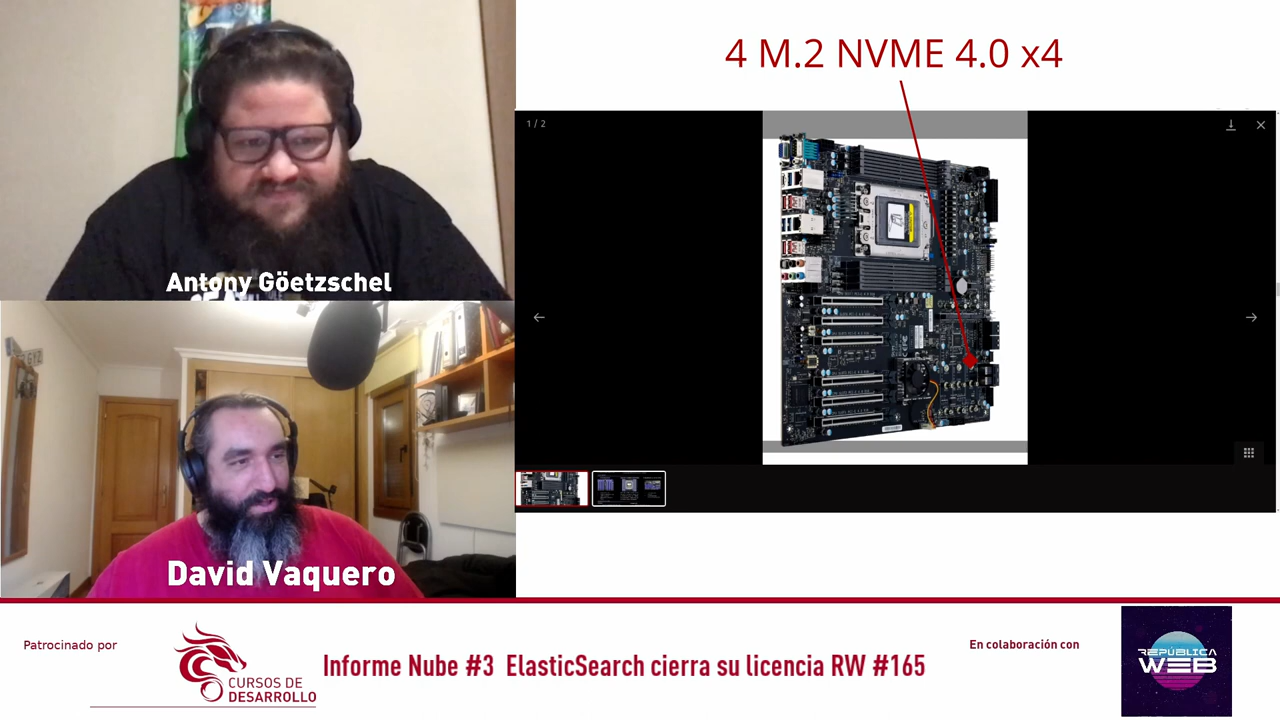 4 M.2 NVME 4.0 x4
1 / 2
Antony Göetzschel
David Vaquero
Patrocinado por
CURSOS DE
DESARROLLO
Informe Nube #3 ElasticSearch cierra su licencia RW #165
En colaboración con
REPÚBLICA
WEB